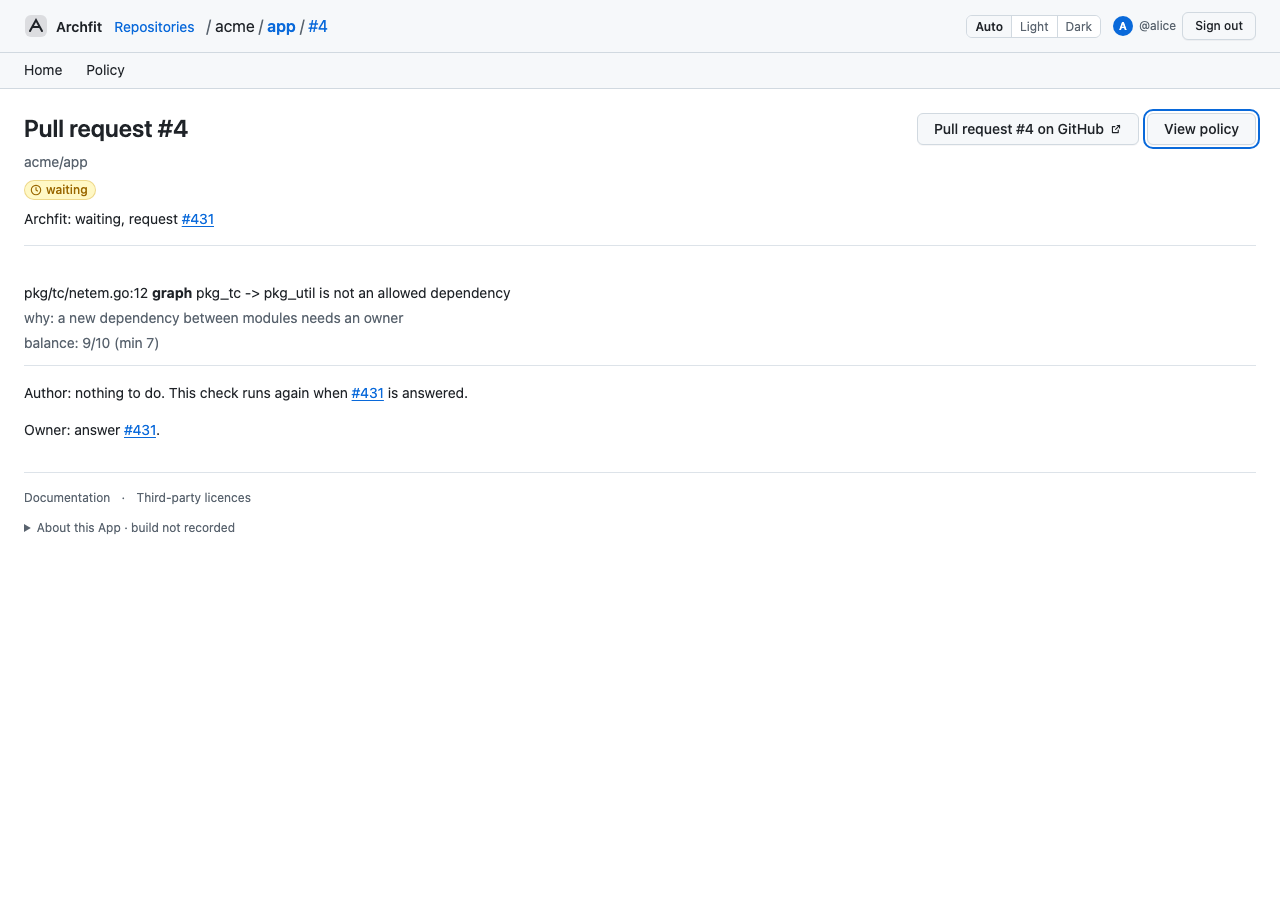 Archfit Repositories / acme / app / #4 Auto Light Dark A @alice Sign out
Home Policy
Pull request #4 Pull request #4 on GitHub View policy
acme/app
waiting
Archfit: waiting, request #431
pkg/tc/netem.go:12 graph pkg_tc -> pkg_util is not an allowed dependency
why: a new dependency between modules needs an owner
balance: 9/10 (min 7)
Author: nothing to do. This check runs again when #431 is answered.
Owner: answer #431.
Documentation · Third-party licences
About this App · build not recorded